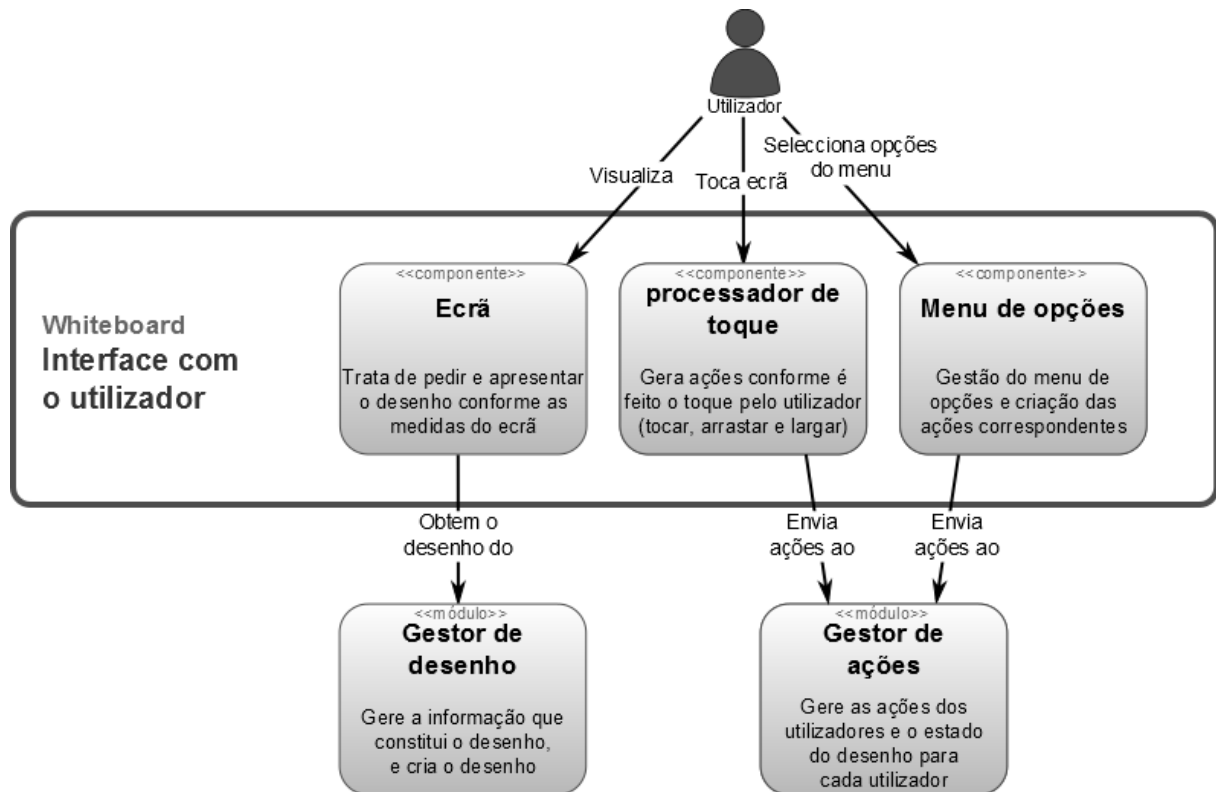 Utilizador
Visualiza
Toca ecrã
Selecciona opções
do menu
Whiteboard
Interface com
o utilizador
<<componente>>
Ecrã
Trata de pedir e apresentar
o desenho conforme as
medidas do ecrã
<<componente>>
processador de
toque
Gera ações conforme é
feito o toque pelo utilizador
(tocar, arrastar e largar)
<<componente>>
Menu de opções
Gestão do menu de
opções e criação das
ações correspondentes
Obtem o
desenho do
Envia
ações ao
Envia
ações ao
<<módulo>>
Gestor de
desenho
Gere a informação que
constitui o desenho,
e cria o desenho
<<módulo>>
Gestor de
ações
Gere as ações dos
utilizadores e o estado
do desenho para
cada utilizador